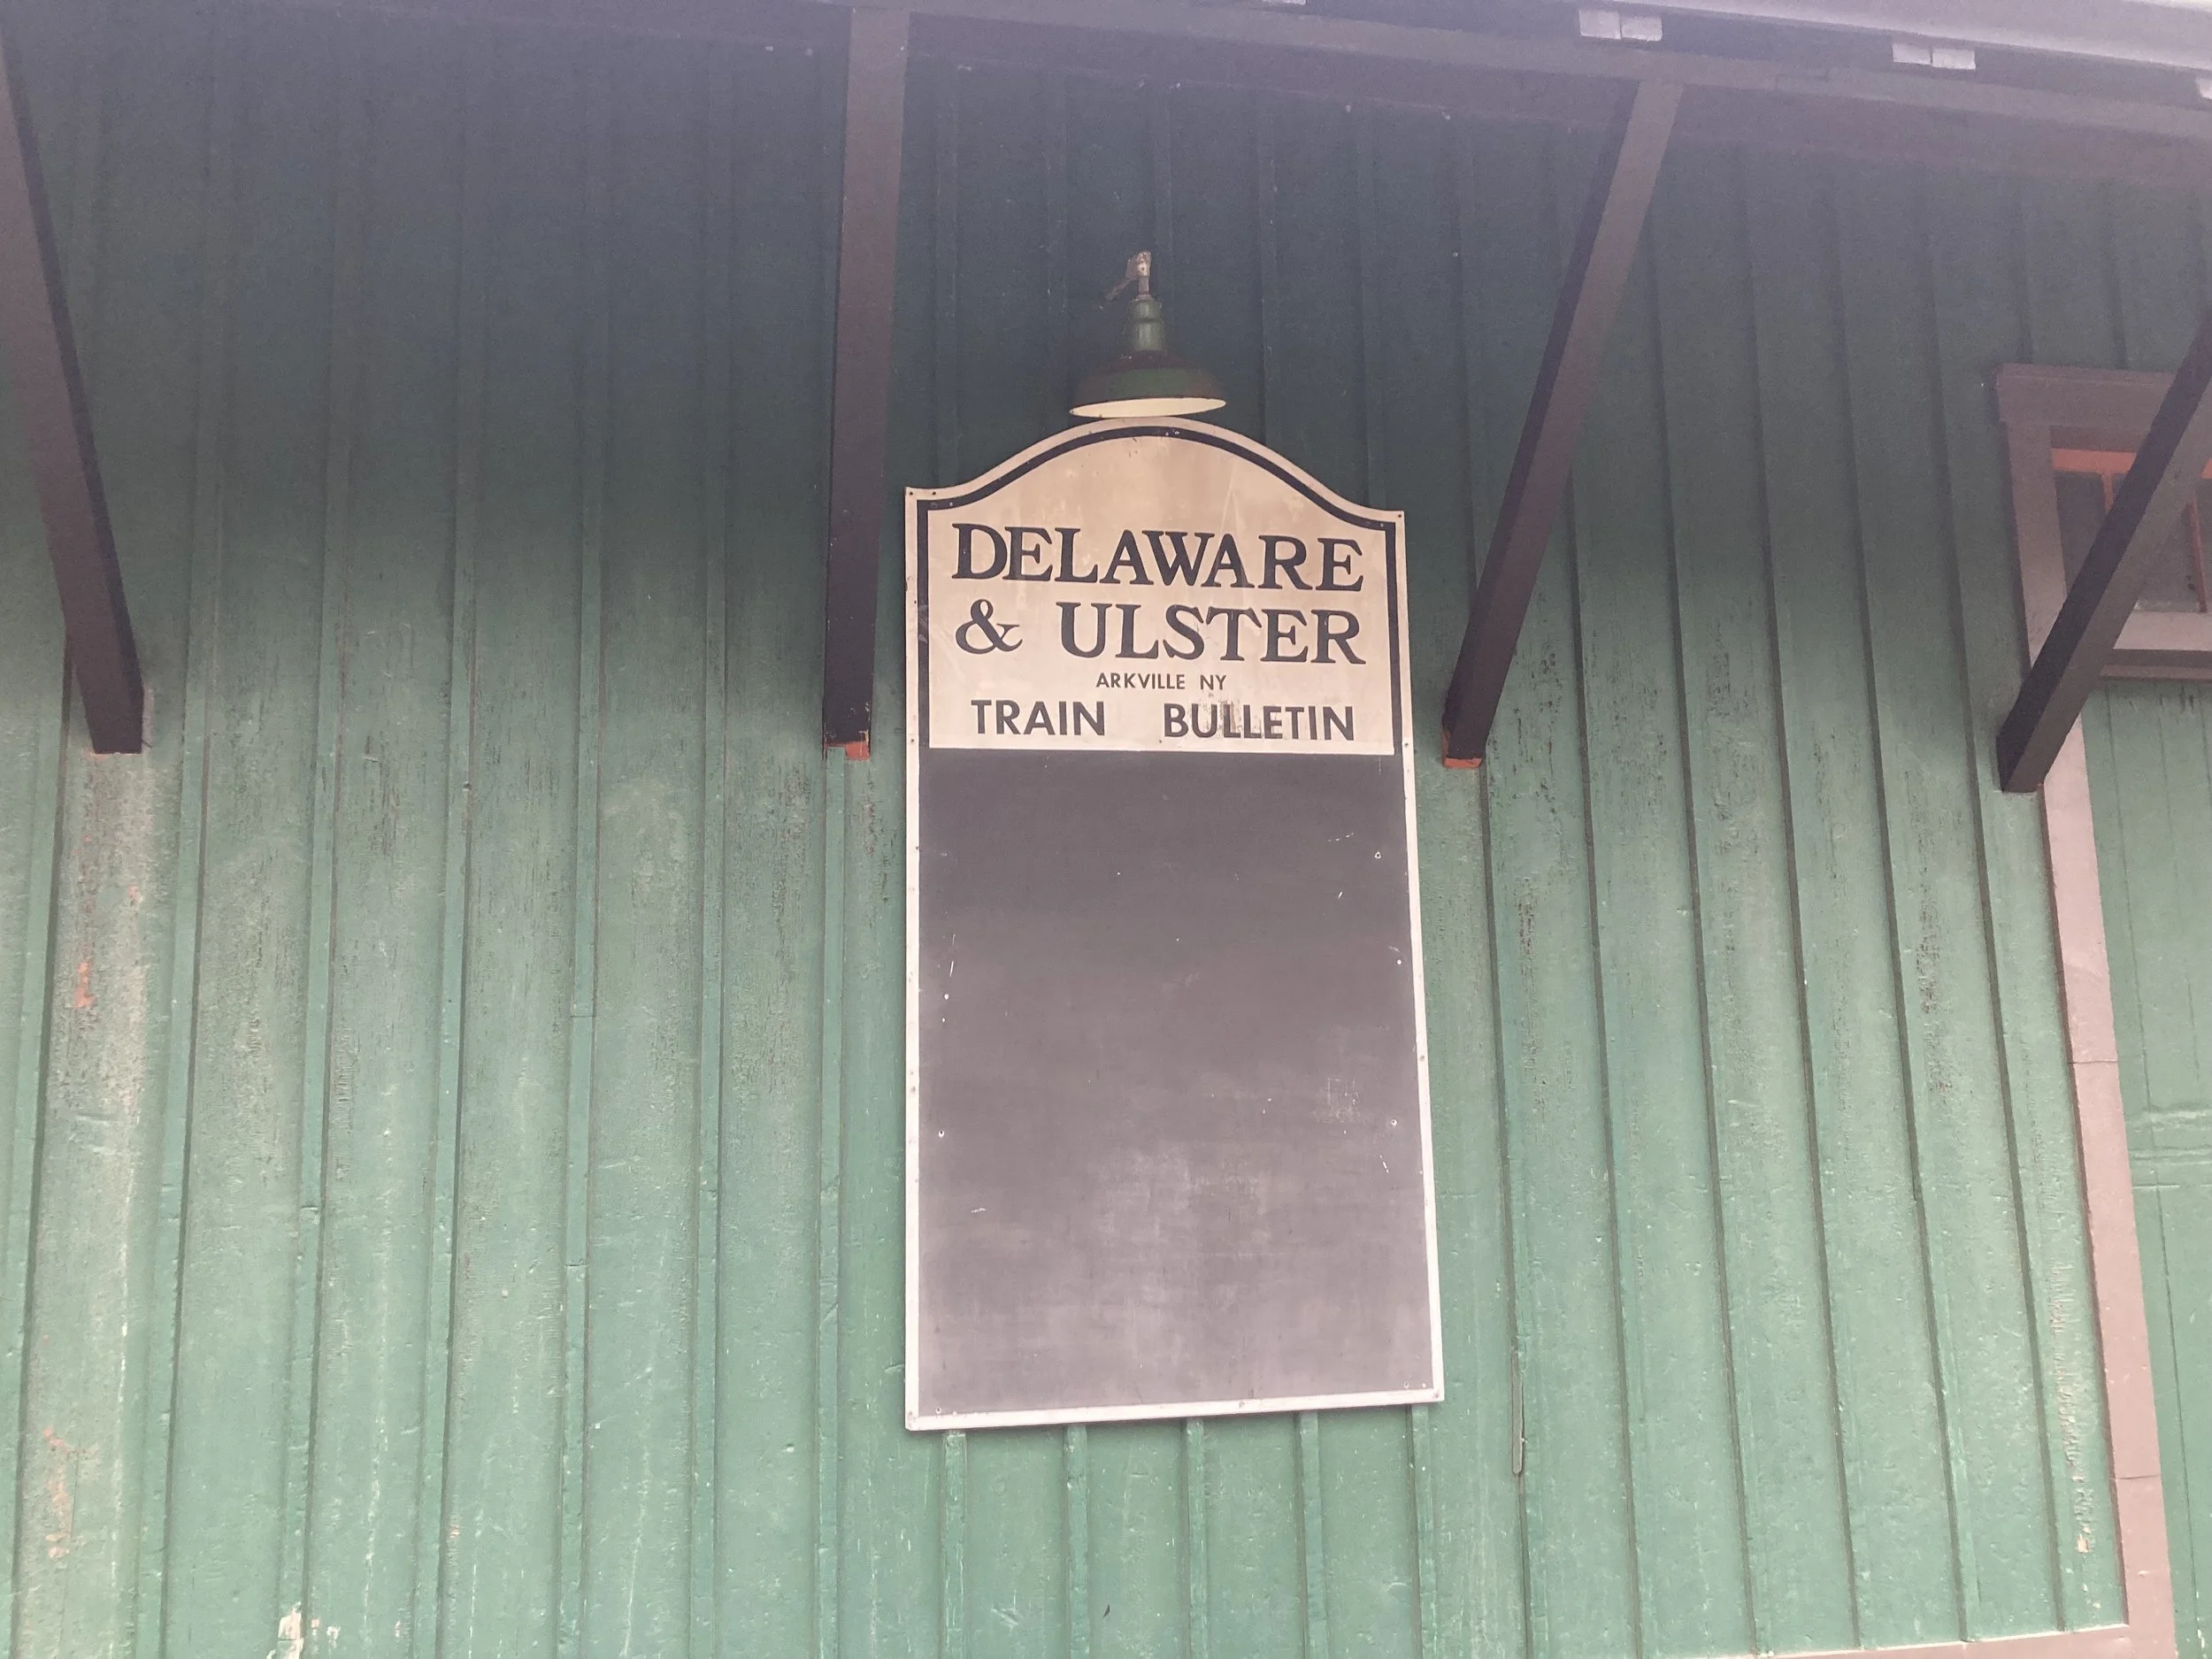 DELAWARE
& ULSTER
ARKVILLE NY
TRAIN BULLETIN